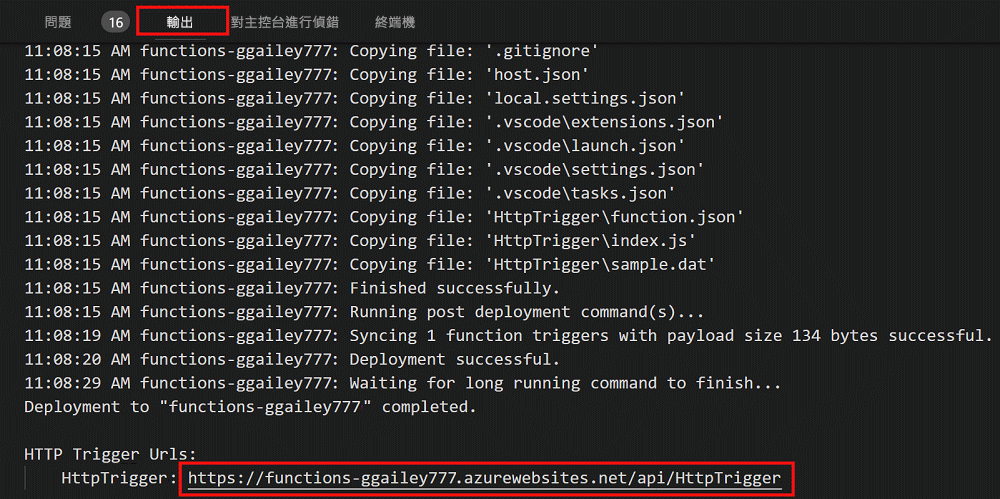 問題 16 輸出 對主控台進行偵錯 終端機
11:08:15 AM functions-ggailey777: Copying file: '.gitignore'
11:08:15 AM functions-ggailey777: Copying file: 'host.json'
11:08:15 AM functions-ggailey777: Copying file: 'local.settings.json'
11:08:15 AM functions-ggailey777: Copying file: '.vscode\extensions.json'
11:08:15 AM functions-ggailey777: Copying file: '.vscode\launch.json'
11:08:15 AM functions-ggailey777: Copying file: '.vscode\settings.json'
11:08:15 AM functions-ggailey777: Copying file: '.vscode\tasks.json'
11:08:15 AM functions-ggailey777: Copying file: 'HttpTrigger\function.json'
11:08:15 AM functions-ggailey777: Copying file: 'HttpTrigger\index.js'
11:08:15 AM functions-ggailey777: Copying file: 'HttpTrigger\sample.dat'
11:08:15 AM functions-ggailey777: Finished successfully.
11:08:15 AM functions-ggailey777: Running post deployment command(s)...
11:08:19 AM functions-ggailey777: Syncing 1 function triggers with payload size 134 bytes successful.
11:08:20 AM functions-ggailey777: Deployment successful.
11:08:29 AM functions-ggailey777: Waiting for long running command to finish...
Deployment to "functions-ggailey777" completed.
HTTP Trigger Urls:
HttpTrigger: https://functions-ggailey777.azurewebsites.net/api/HttpTrigger